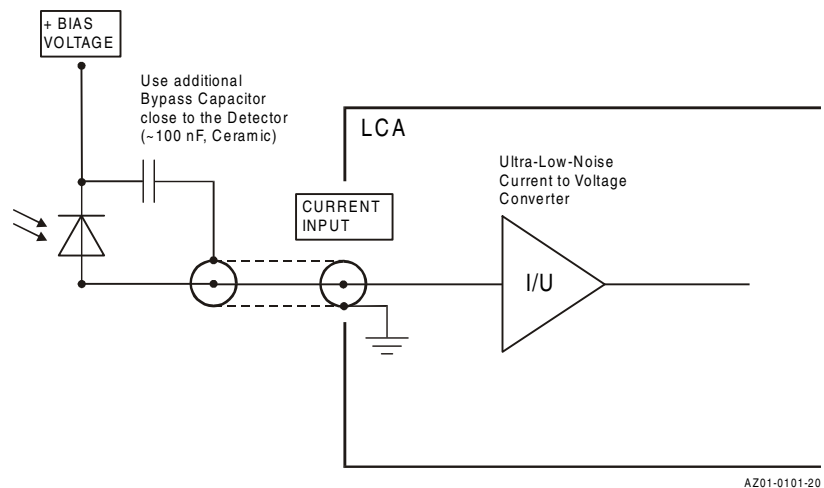 + BIAS
VOLTAGE
Use additional
Bypass Capacitor
close to the Detector
(~100 nF, Ceramic)
LCA
CURRENT
INPUT
Ultra-Low-Noise
Current to Voltage
Converter
I/U
AZ01-0101-20